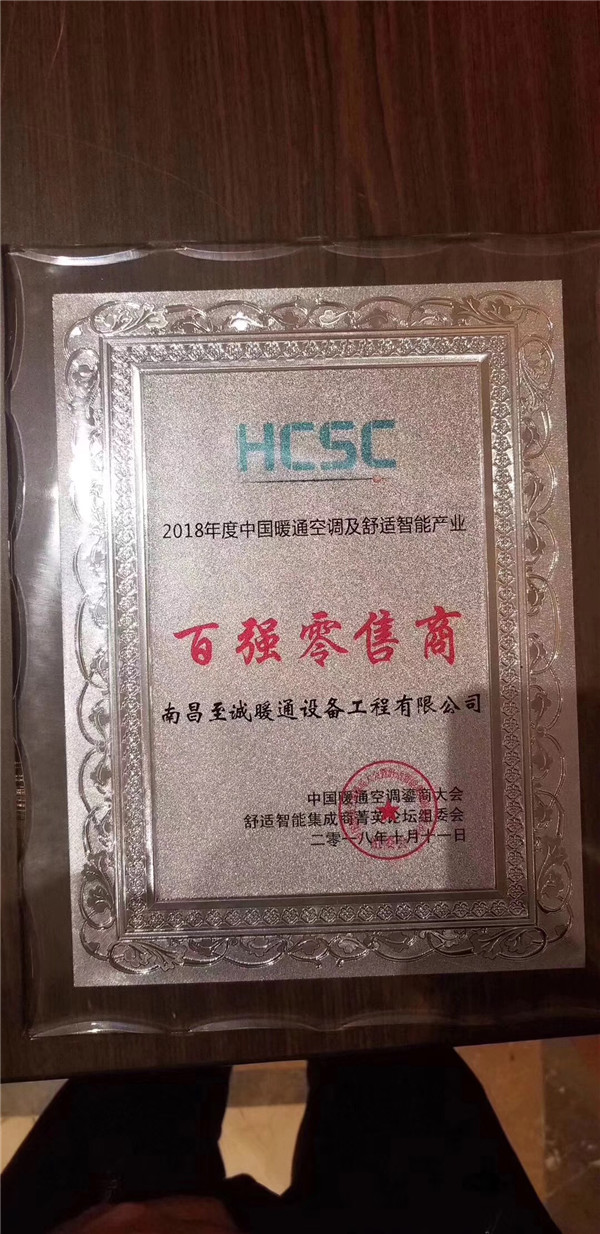 HCSC
2018年度中国暖通空调及舒适智能产业
百强零售商
南昌至诚暖通设备工程有限公司
中国暖通空调鎏商大会
舒适智能集成商菁英论坛组委会
二零一八年十月十一日